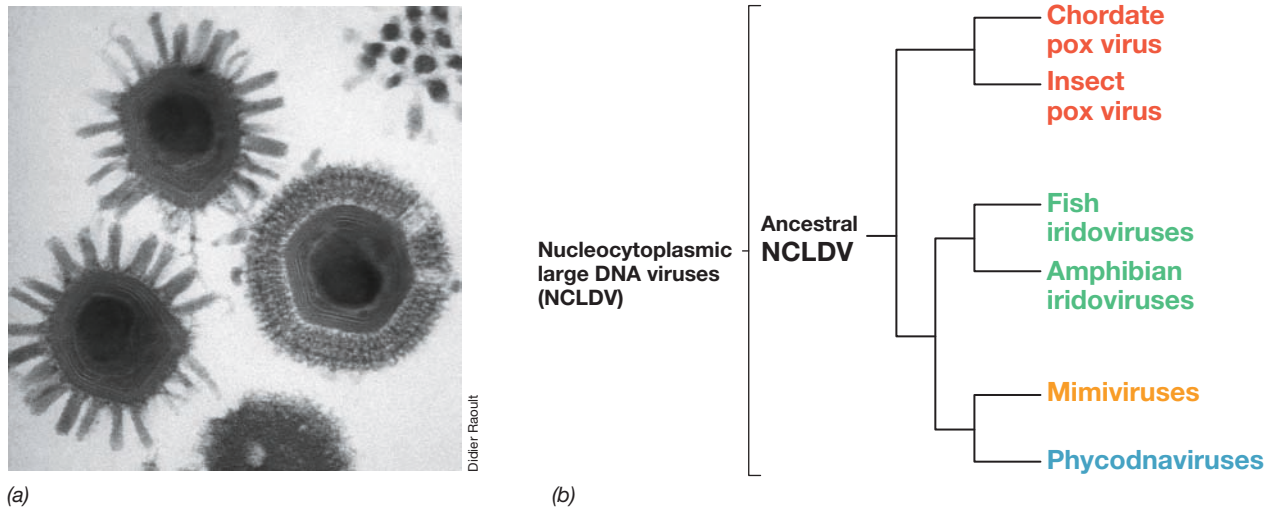 Didier Raoult
(a)
Nucleocytoplasmic
large DNA viruses
(NCLDV)
Ancestral
NCLDV
Chordate
pox virus
Insect
pox virus
Fish
iridoviruses
Amphibian
iridoviruses
Mimiviruses
Phycodnaviruses
(b)